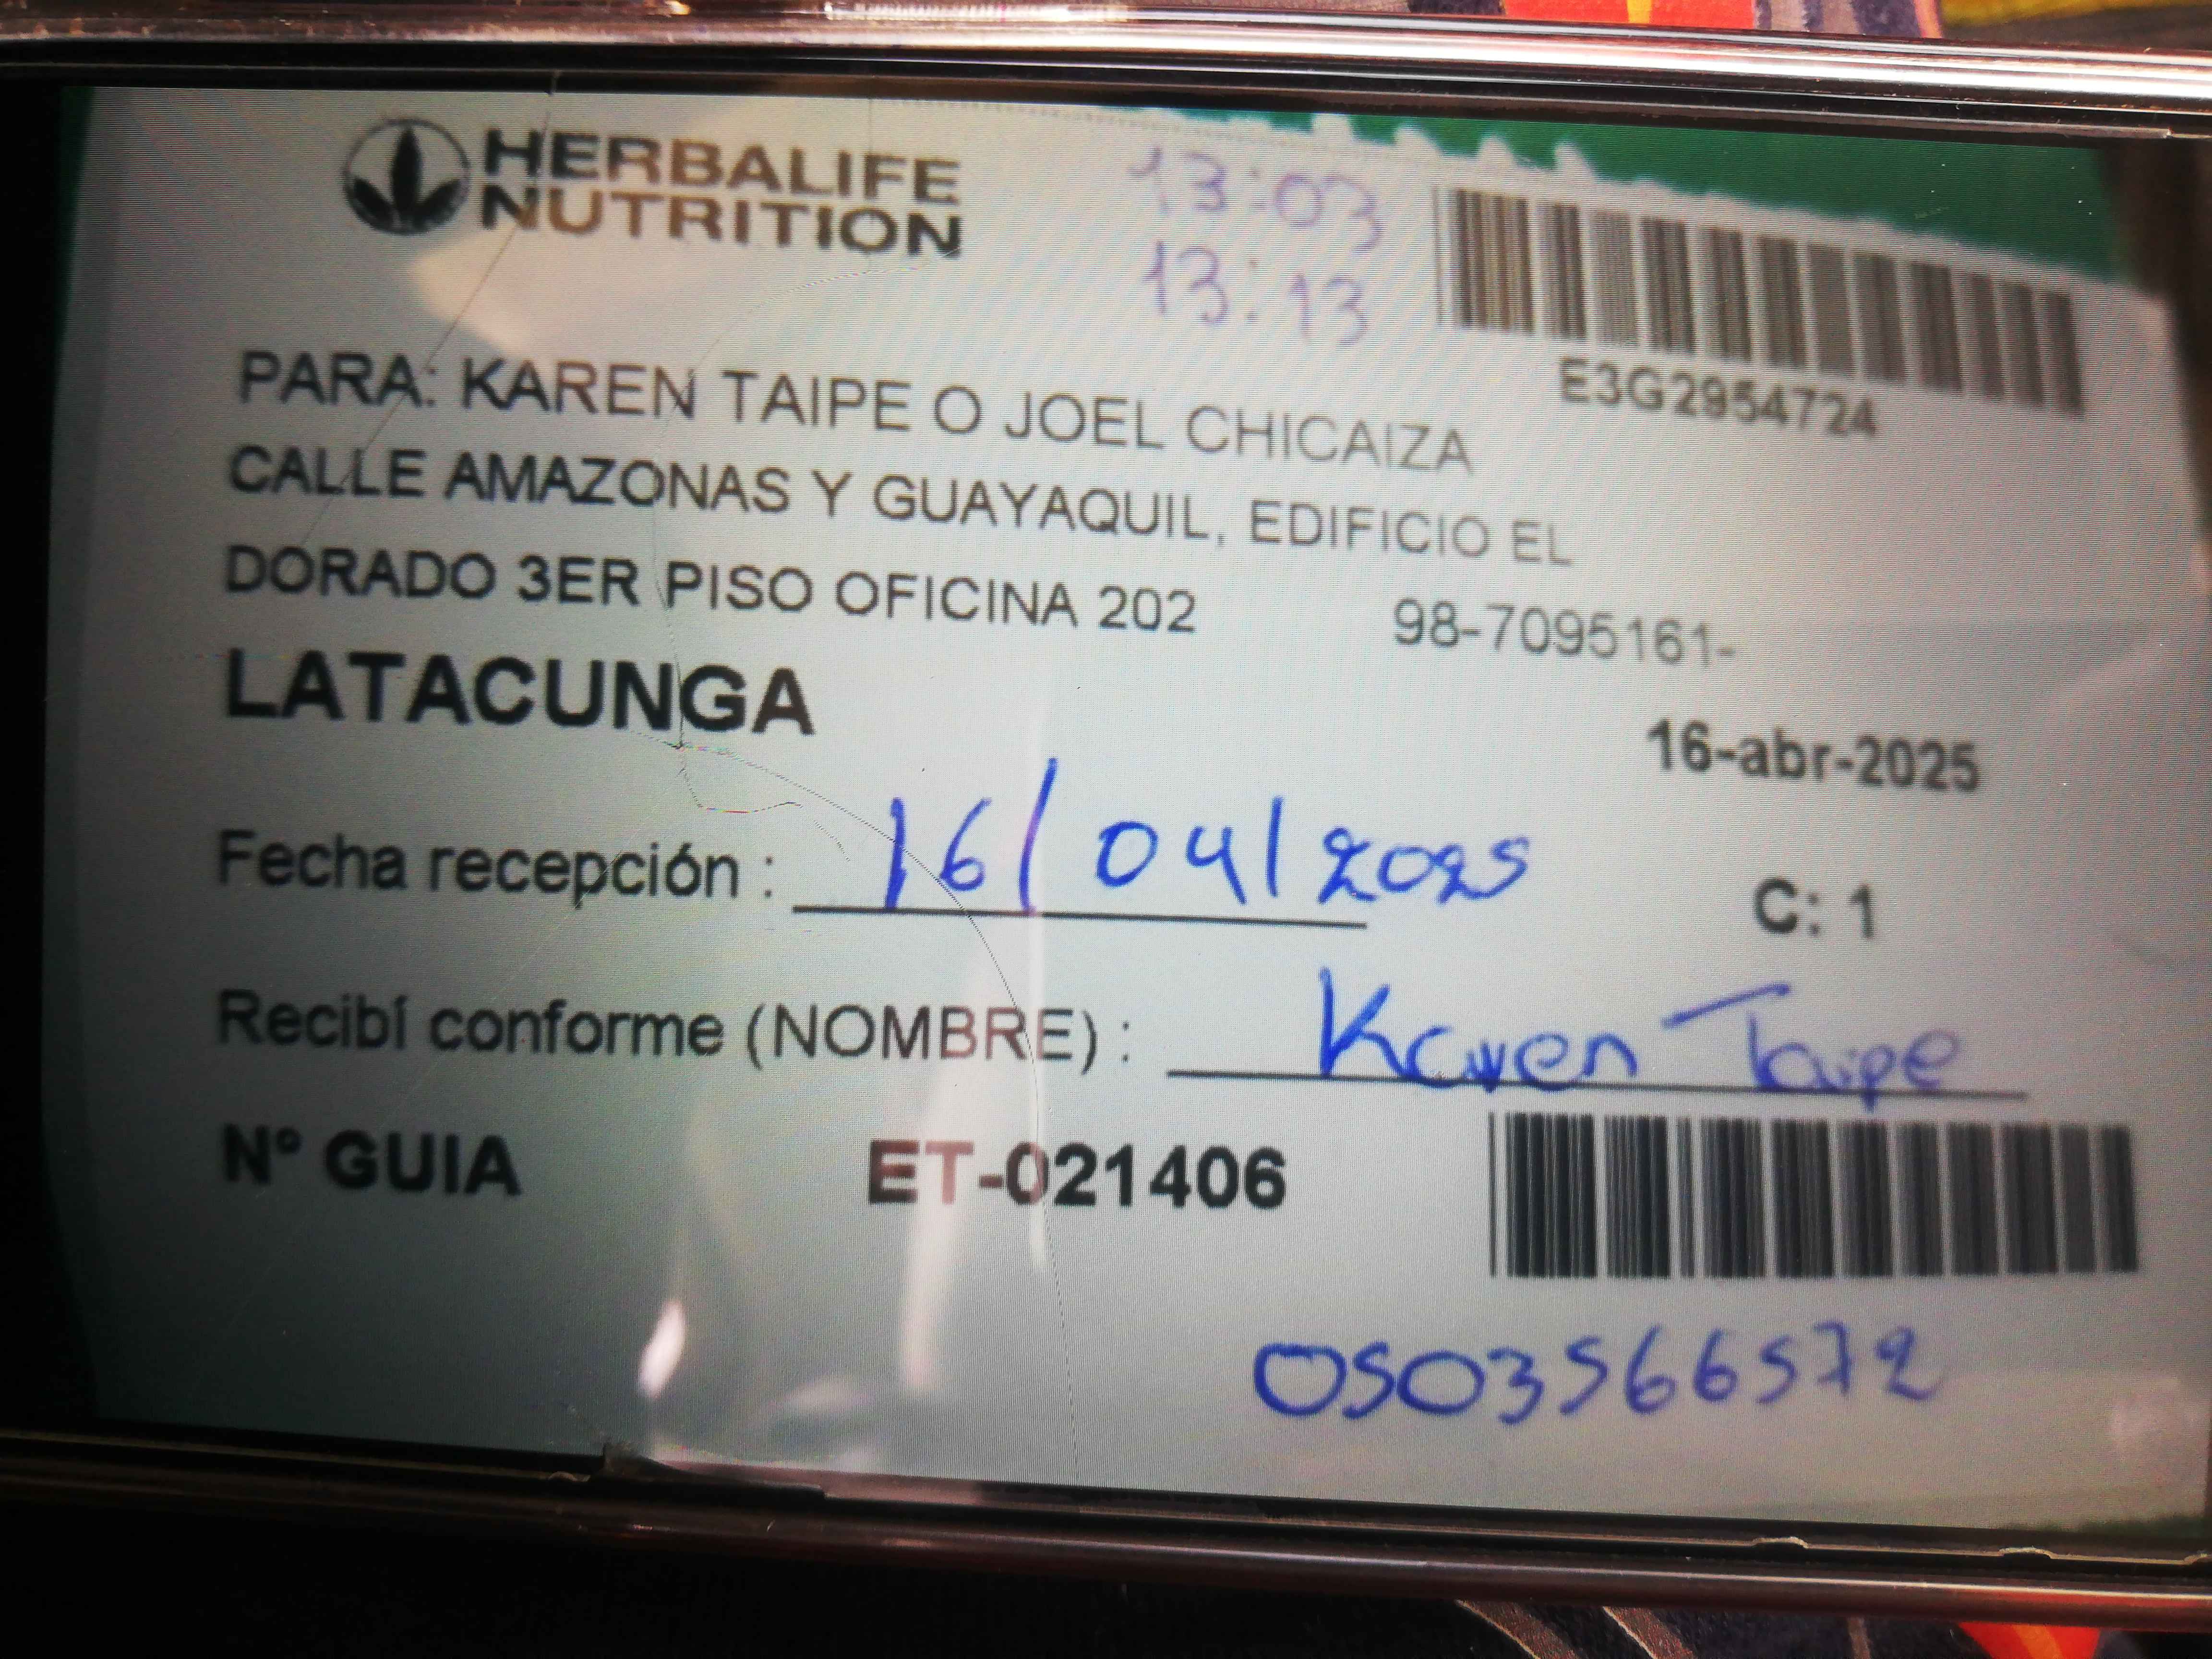 HERBALIFE
NUTRITION
13:03
13:13
E3G2954724
PARA: KAREN TAIPE O JOEL CHICAIZA
CALLE AMAZONAS Y GUAYAQUIL, EDIFICIO EL
DORADO 3ER PISO OFICINA 202 98-7095161-
LATACUNGA
16-abr-2025
Fecha recepción : 16/04/2025
C: 1
Recibí conforme (NOMBRE) : Karen Taipe
Nº GUIA ET-021406
0503566572